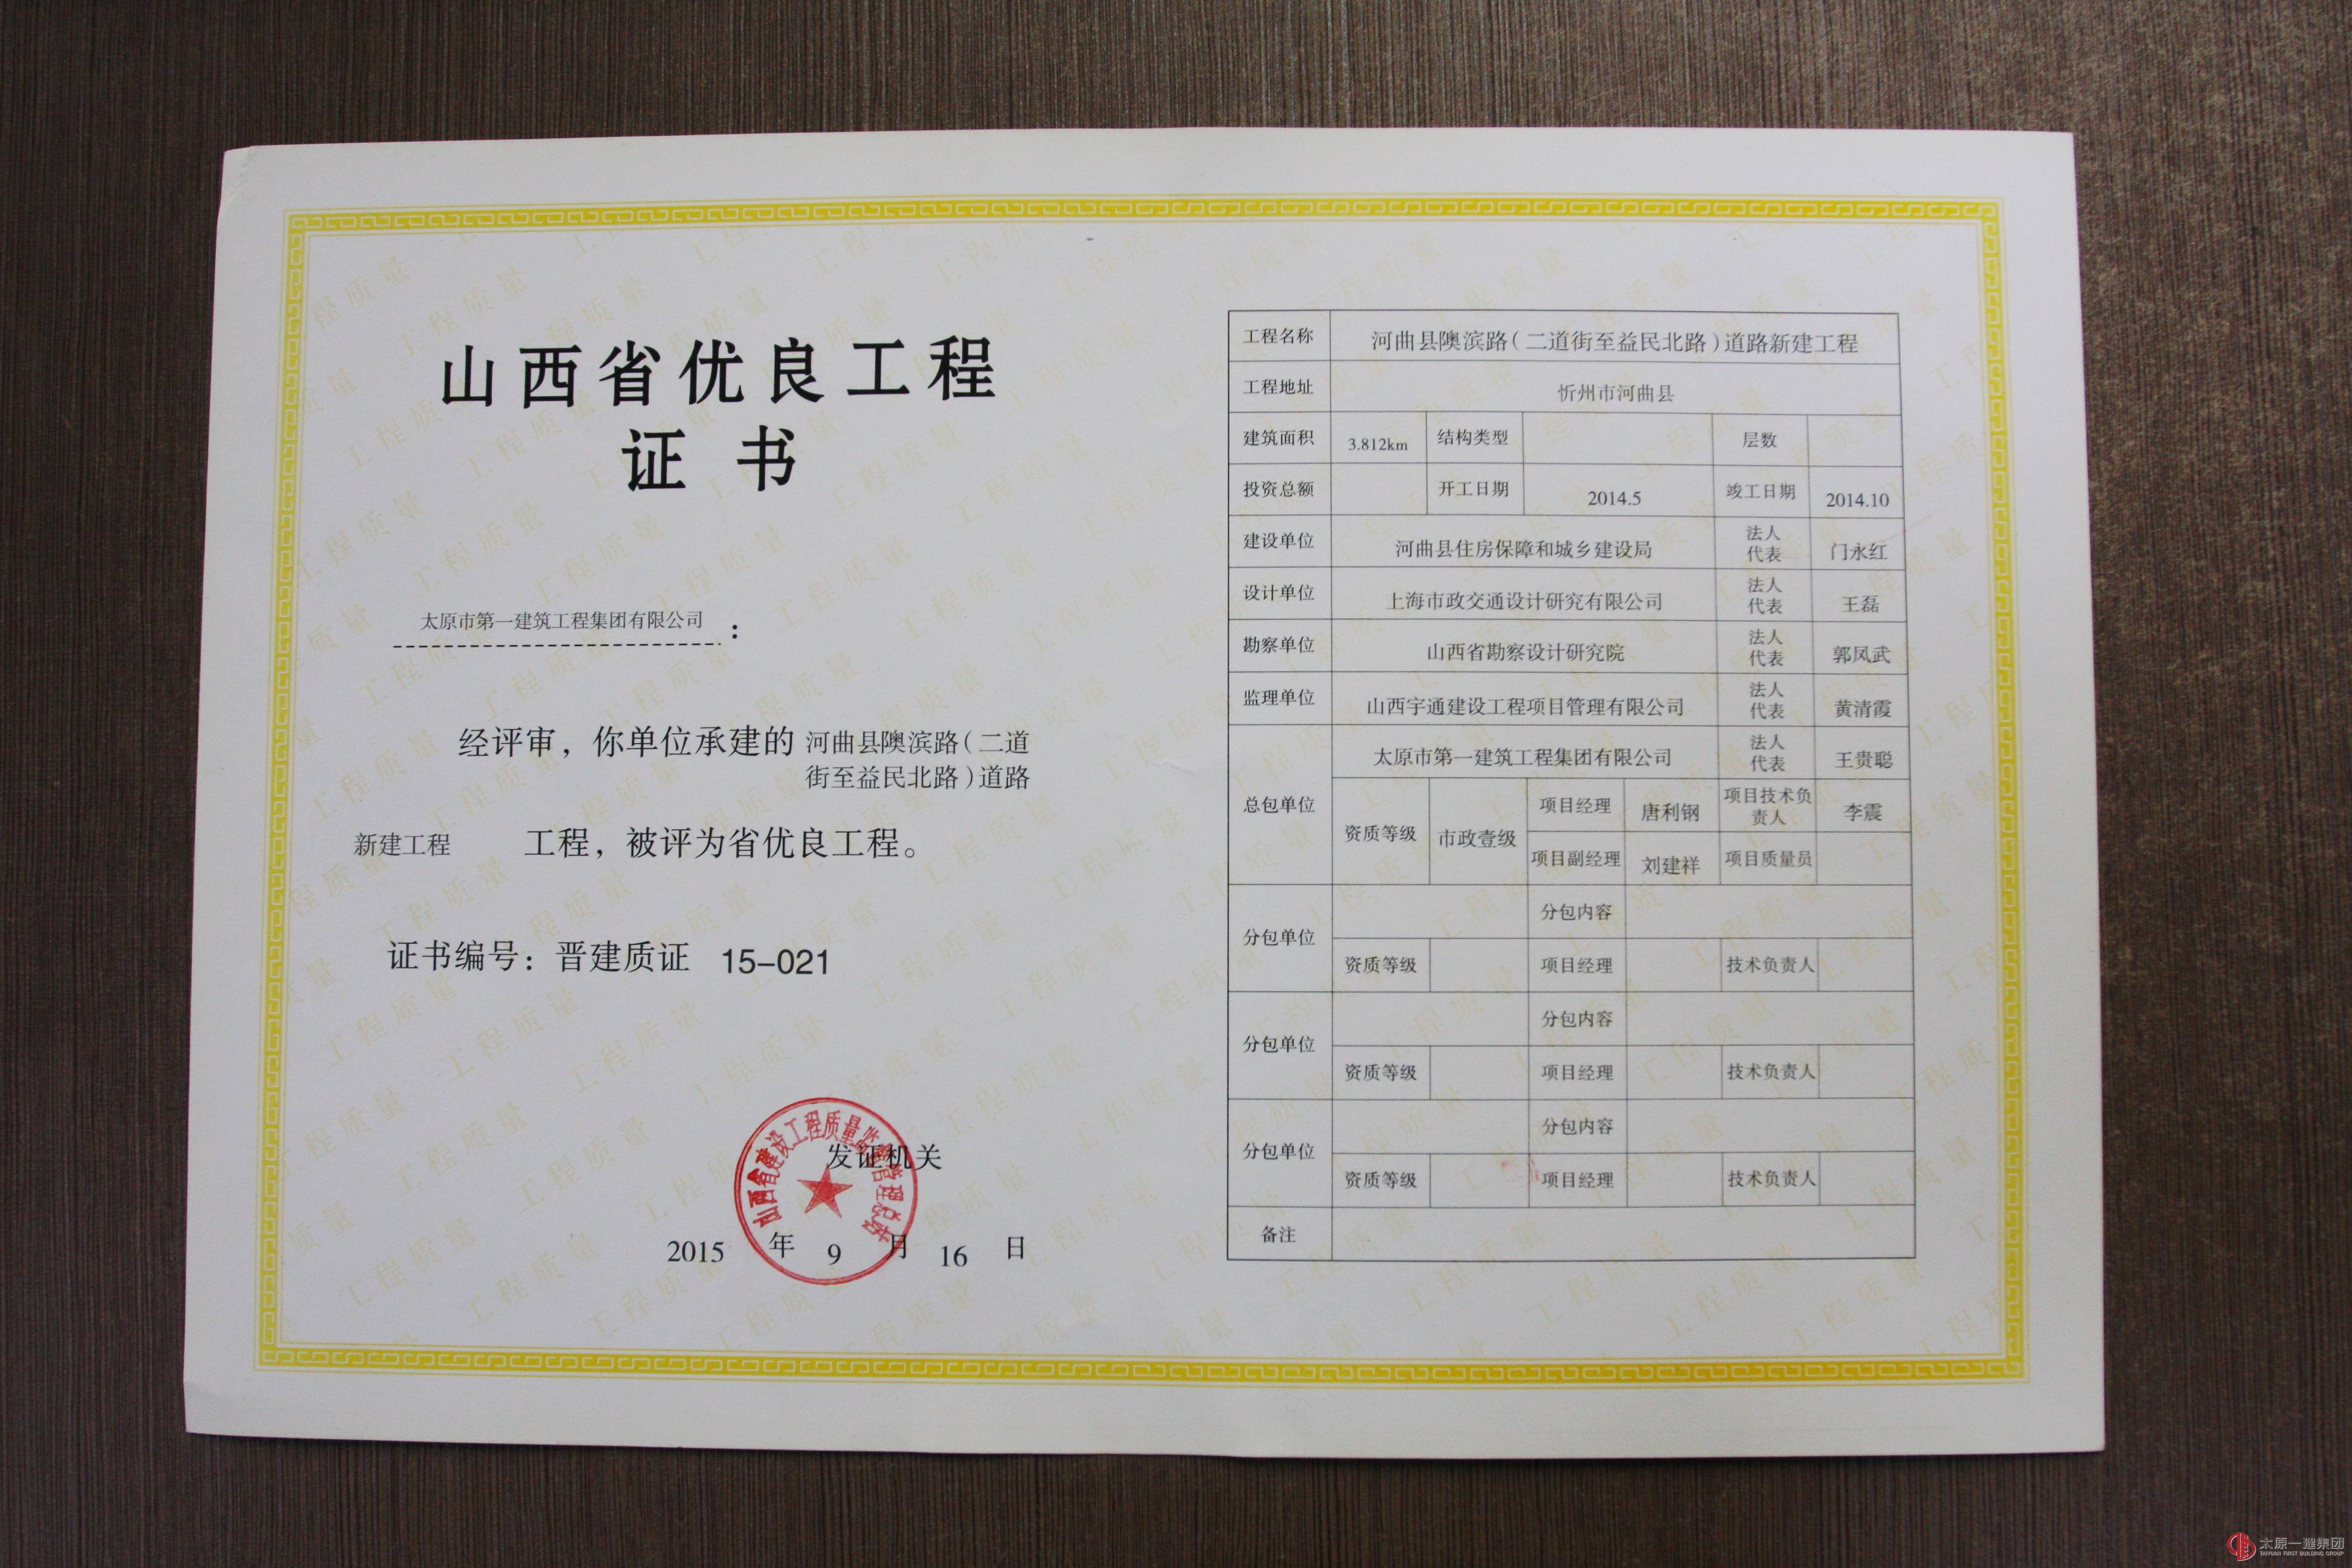 山西省优良工程
证书
太原市第一建筑工程集团有限公司：
经评审，你单位承建的 河曲县隩滨路（二道
街至益民北路）道路
新建工程 工程，被评为省优良工程。
证书编号：晋建质证 15-021
发证机关
山西省建设工程质量监督管理总站
2015 年 9 月 16 日
工程名称 河曲县隩滨路（二道街至益民北路）道路新建工程
工程地址 忻州市河曲县
建筑面积 3.812km 结构类型 层数
投资总额 开工日期 2014.5 竣工日期 2014.10
建设单位 河曲县住房保障和城乡建设局 法人代表 门永红
设计单位 上海市政交通设计研究有限公司 法人代表 王磊
勘察单位 山西省勘察设计研究院 法人代表 郭凤武
监理单位 山西宇通建设工程项目管理有限公司 法人代表 黄清霞
总包单位 太原市第一建筑工程集团有限公司 法人代表 王贵聪
资质等级 市政壹级 项目经理 唐利钢 项目技术负责人 李震
项目副经理 刘建祥 项目质量员
分包单位 分包内容
资质等级 项目经理 技术负责人
分包单位 分包内容
资质等级 项目经理 技术负责人
分包单位 分包内容
资质等级 项目经理 技术负责人
备注
太原一建集团
TAIYUAN FIRST BUILDING GROUP